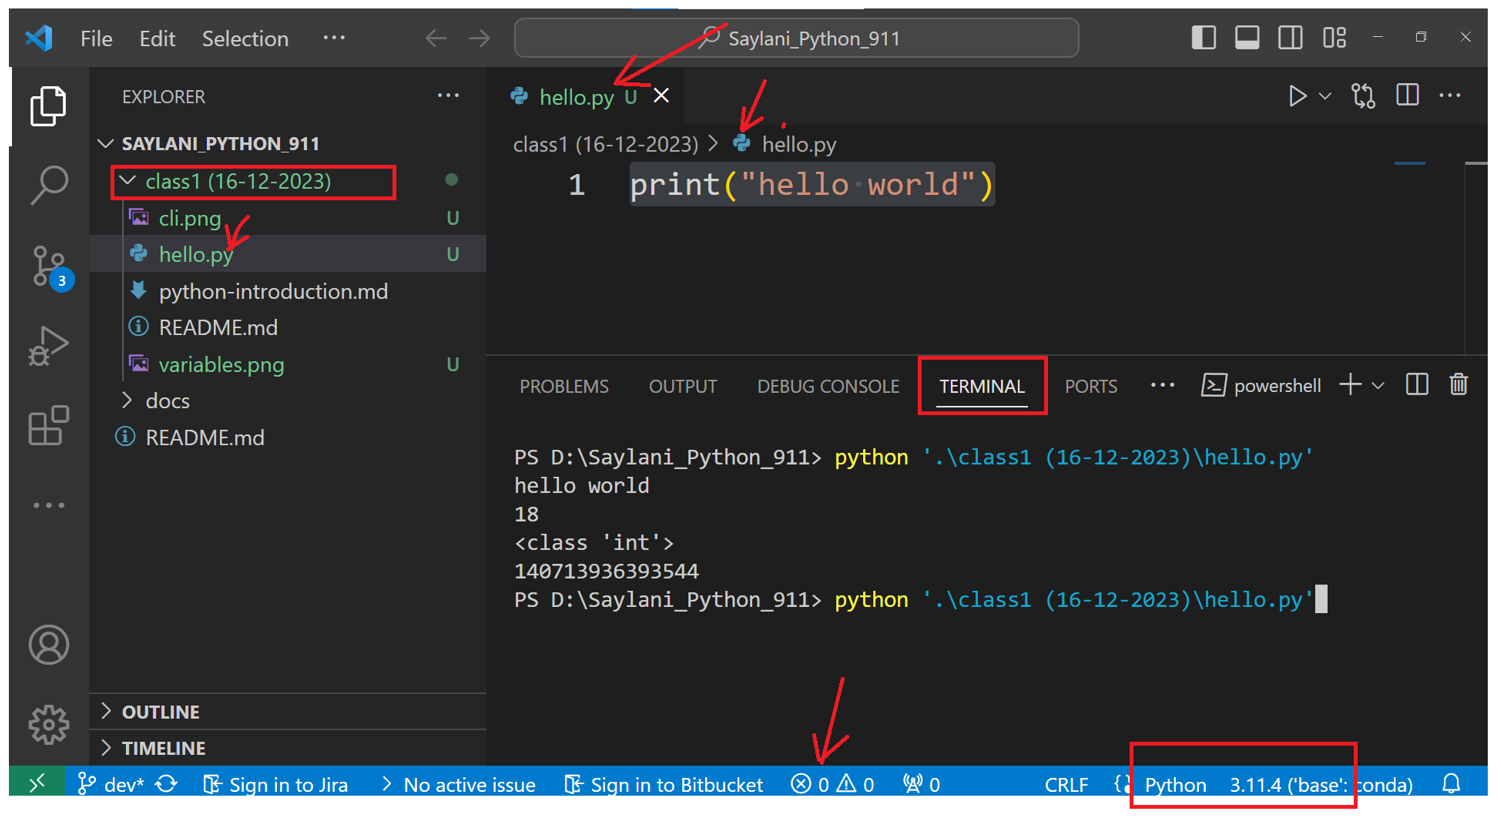 File Edit Selection ··· Saylani_Python_911
EXPLORER ···
SAYLANI_PYTHON_911
class1 (16-12-2023)
cli.png U
hello.py U
python-introduction.md
README.md
variables.png U
docs
README.md
OUTLINE
TIMELINE
3
hello.py U
class1 (16-12-2023) > hello.py
1 print("hello·world")
PROBLEMS OUTPUT DEBUG CONSOLE TERMINAL PORTS ··· powershell
PS D:\Saylani_Python_911> python '.\class1 (16-12-2023)\hello.py'
hello world
18
<class 'int'>
140713936393544
PS D:\Saylani_Python_911> python '.\class1 (16-12-2023)\hello.py'
dev* Sign in to Jira > No active issue Sign in to Bitbucket 0 0 0 CRLF Python 3.11.4 ('base': conda)